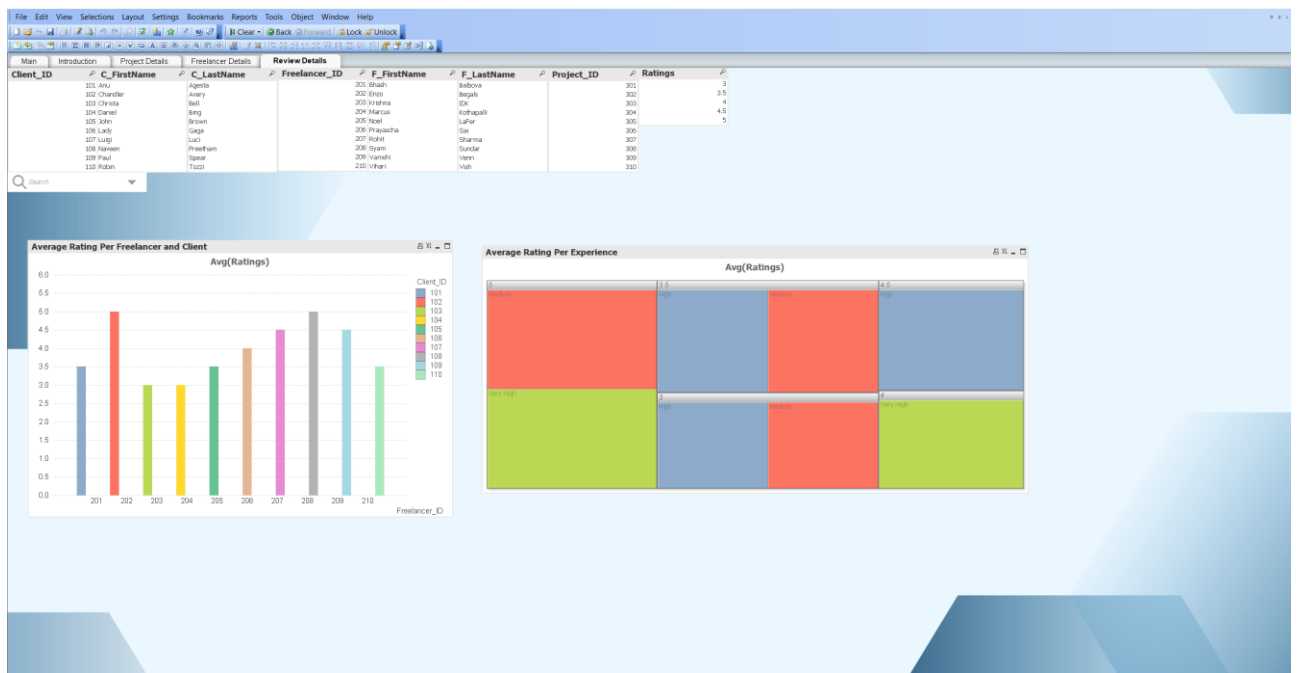 File Edit View Selections Layout Settings Bookmarks Reports Tools Object Window Help
Clear Back Forward Lock Unlock
Main Introduction Project Details Freelancer Details Review Details
Client_ID C_FirstName C_LastName Freelancer_ID F_FirstName F_LastName Project_ID Ratings
101 Anu Agesta 201 Bhash Balbova 301 3
102 Chandler Avery 202 Enzo Begals 302 3.5
103 Christa Bell 203 Krishna IDK 303 4
104 Daniel Bing 204 Marcus Kothapalli 304 4.5
105 John Brown 205 Noel LaFer 305 5
106 Lady Gaga 206 Prayascha Sai 306
107 Luigi Luci 207 Rohit Sharma 307
108 Naveen Preetham 208 Syam Sundar 308
109 Paul Spear 209 Vamshi Venn 309
110 Robin Tozzi 210 Vihari Vish 310
Search
Average Rating Per Freelancer and Client XL
Avg(Ratings)
6.0
5.5
5.0
4.5
4.0
3.5
3.0
2.5
2.0
1.5
1.0
0.5
0.0
201 202 203 204 205 206 207 208 209 210
Freelancer_ID
Client_ID
101
102
103
104
105
106
107
108
109
110
Average Rating Per Experience XL
Avg(Ratings)
5 3.5 4.5
Medium High Medium High
Very High
3 4
High Medium Very High